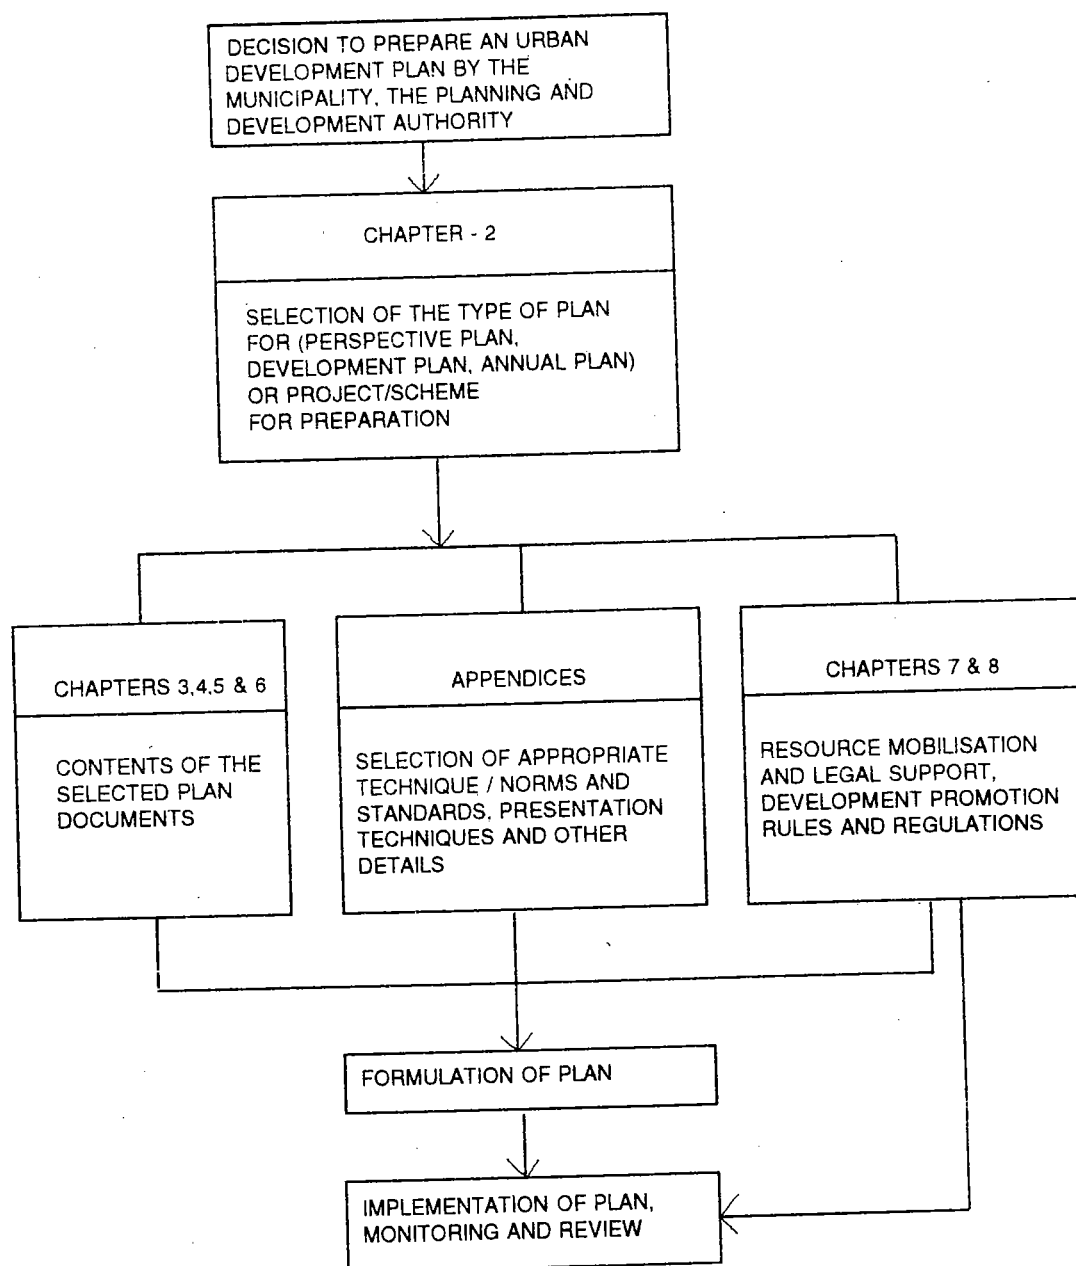 DECISION TO PREPARE AN URBAN
DEVELOPMENT PLAN BY THE
MUNICIPALITY, THE PLANNING AND
DEVELOPMENT AUTHORITY
CHAPTER - 2
SELECTION OF THE TYPE OF PLAN
FOR (PERSPECTIVE PLAN,
DEVELOPMENT PLAN, ANNUAL PLAN)
OR PROJECT/SCHEME
FOR PREPARATION
CHAPTERS 3,4,5 & 6
CONTENTS OF THE
SELECTED PLAN
DOCUMENTS
APPENDICES
SELECTION OF APPROPRIATE
TECHNIQUE / NORMS AND
STANDARDS, PRESENTATION
TECHNIQUES AND OTHER
DETAILS
CHAPTERS 7 & 8
RESOURCE MOBILISATION
AND LEGAL SUPPORT,
DEVELOPMENT PROMOTION
RULES AND REGULATIONS
FORMULATION OF PLAN
IMPLEMENTATION OF PLAN,
MONITORING AND REVIEW